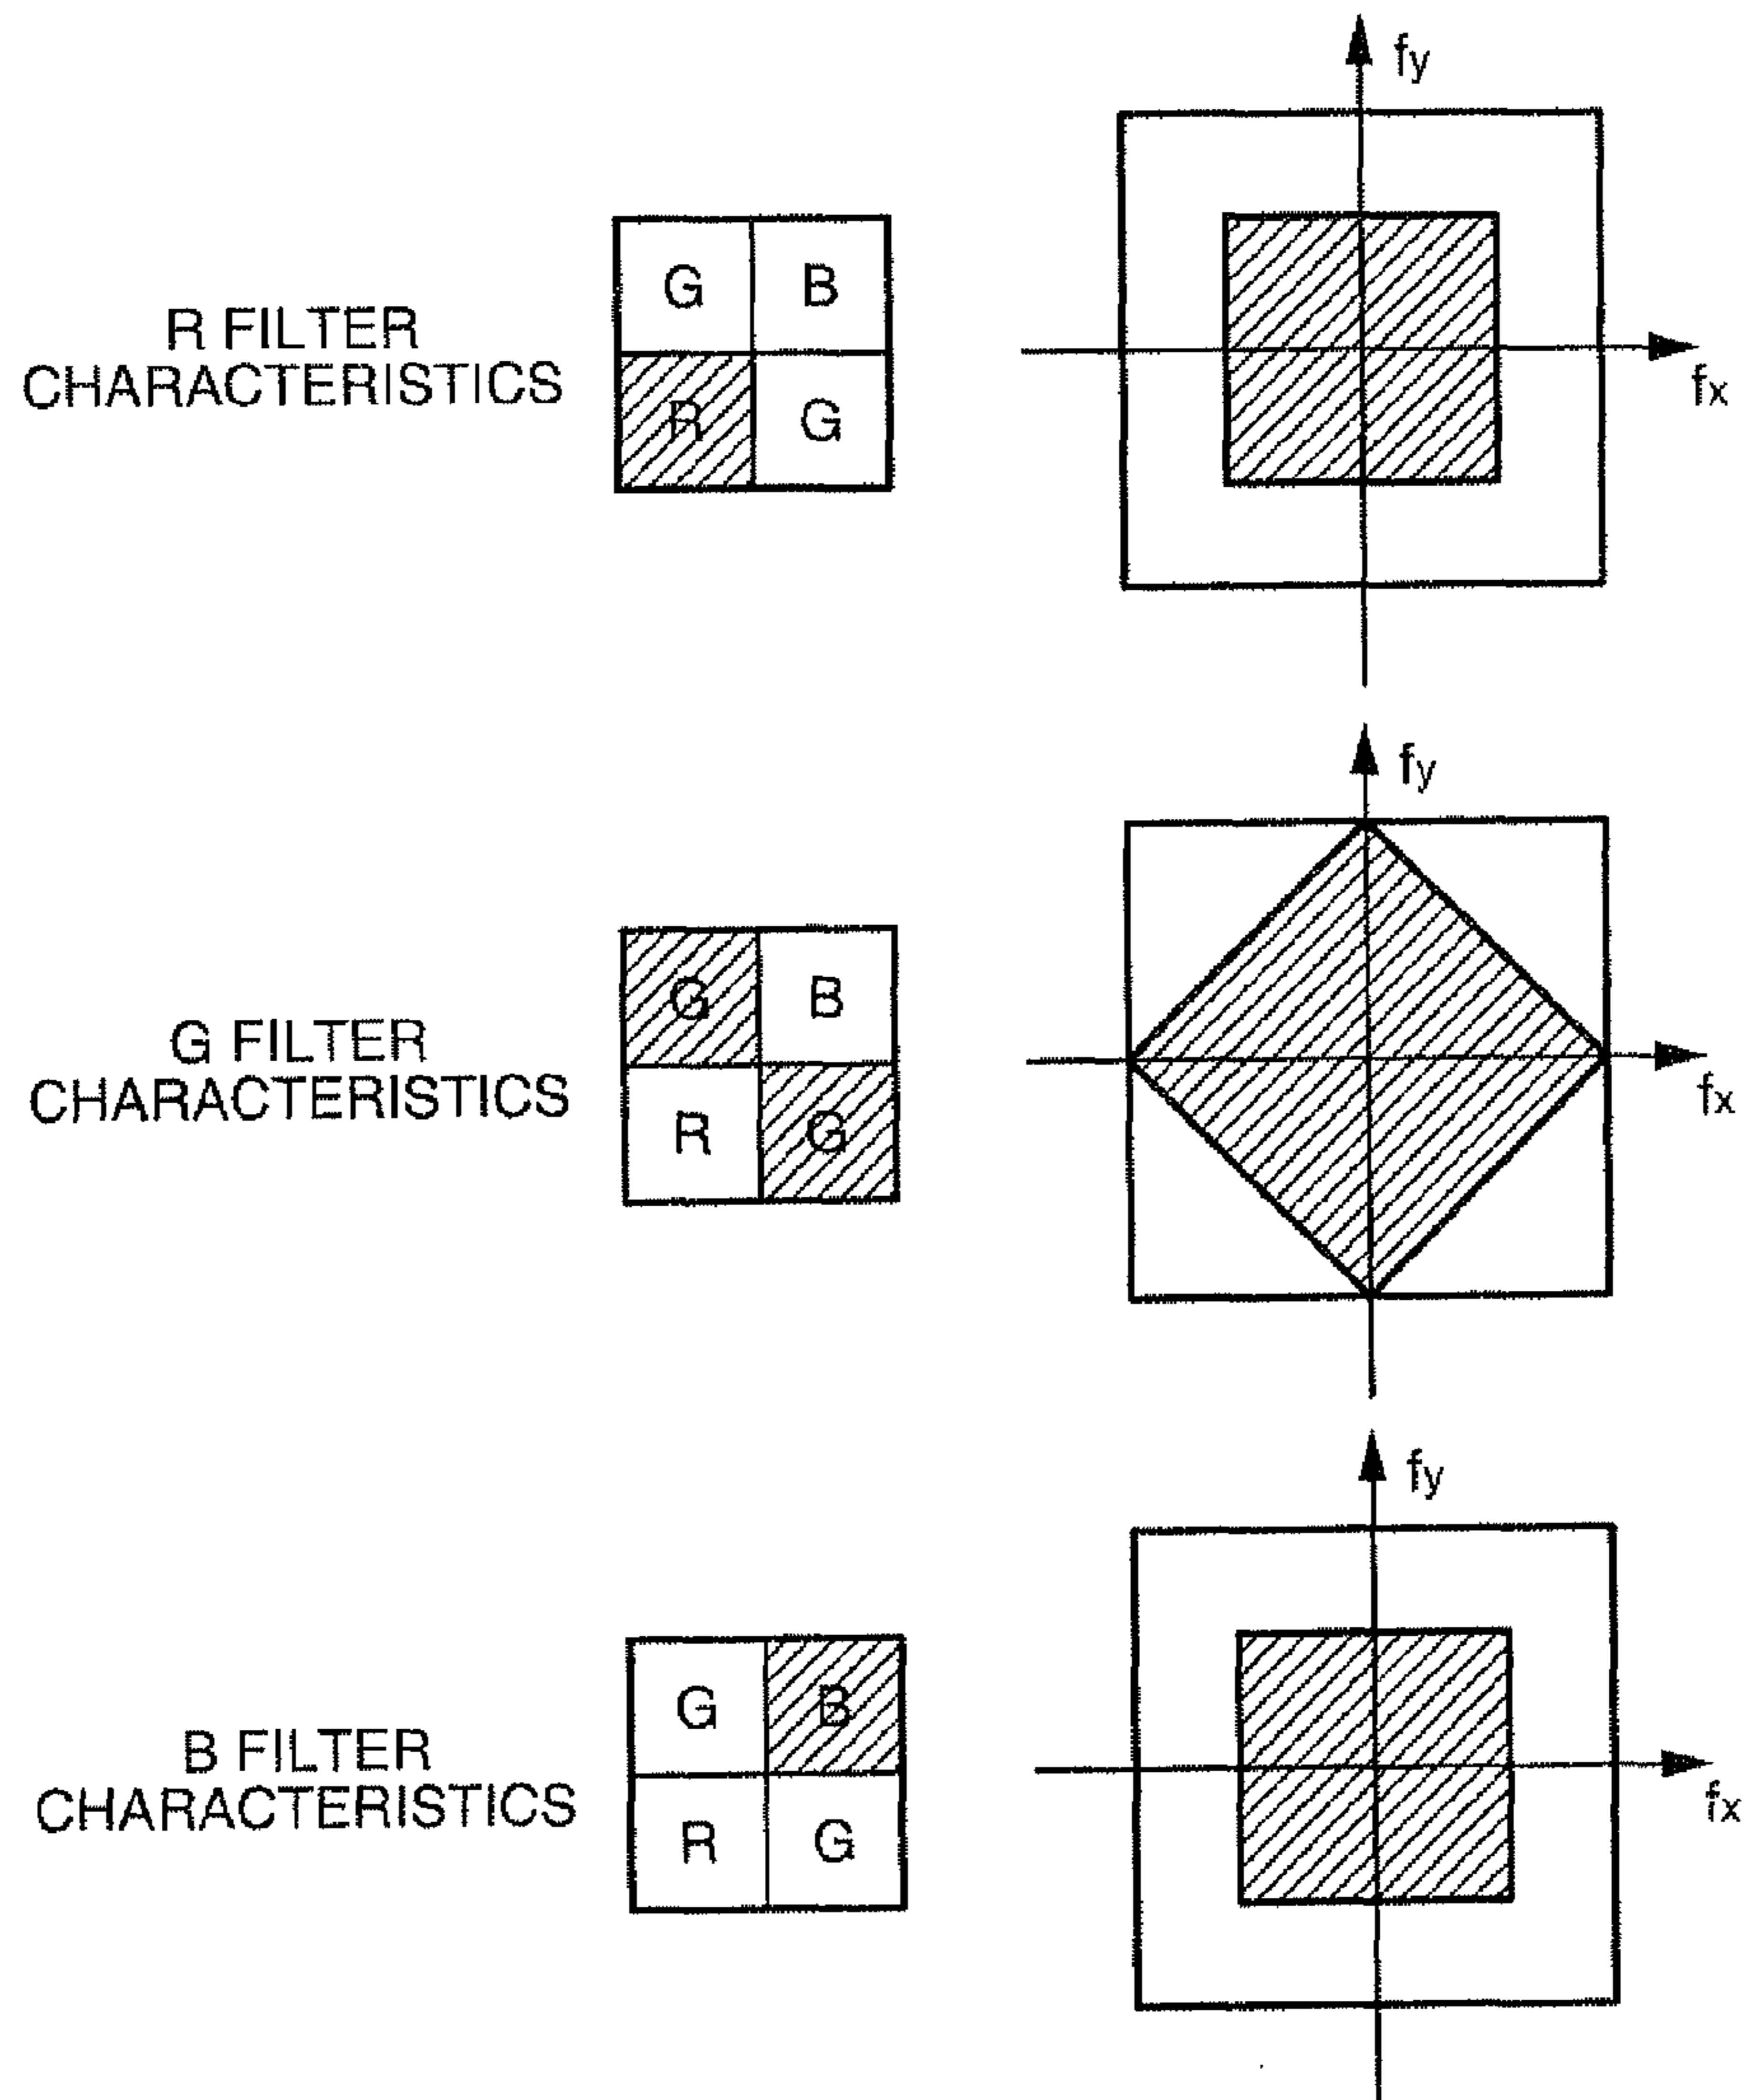 fy
G B
R FILTER
CHARACTERISTICS
R G
fx
fy
G B
G FILTER
CHARACTERISTICS
R G
fx
fy
G B
B FILTER
CHARACTERISTICS
R G
fx